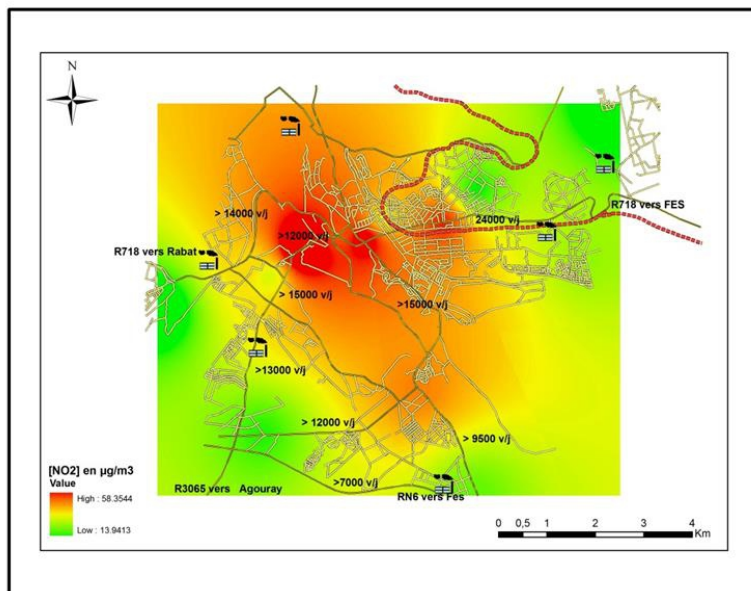 N
> 14000 v/j
24000 v/j
R718 vers FES
>12000 v/j
R718 vers Rabat
> 15000 v/j
>15000 v/j
>13000 v/j
> 12000 v/j
> 9500 v/j
>7000 v/j
R3065 vers Agouray
RN6 vers Fes
[NO2] en µg/m3
Value
High : 58.3544
Low : 13.9413
0 0,5 1 2 3 4
Km